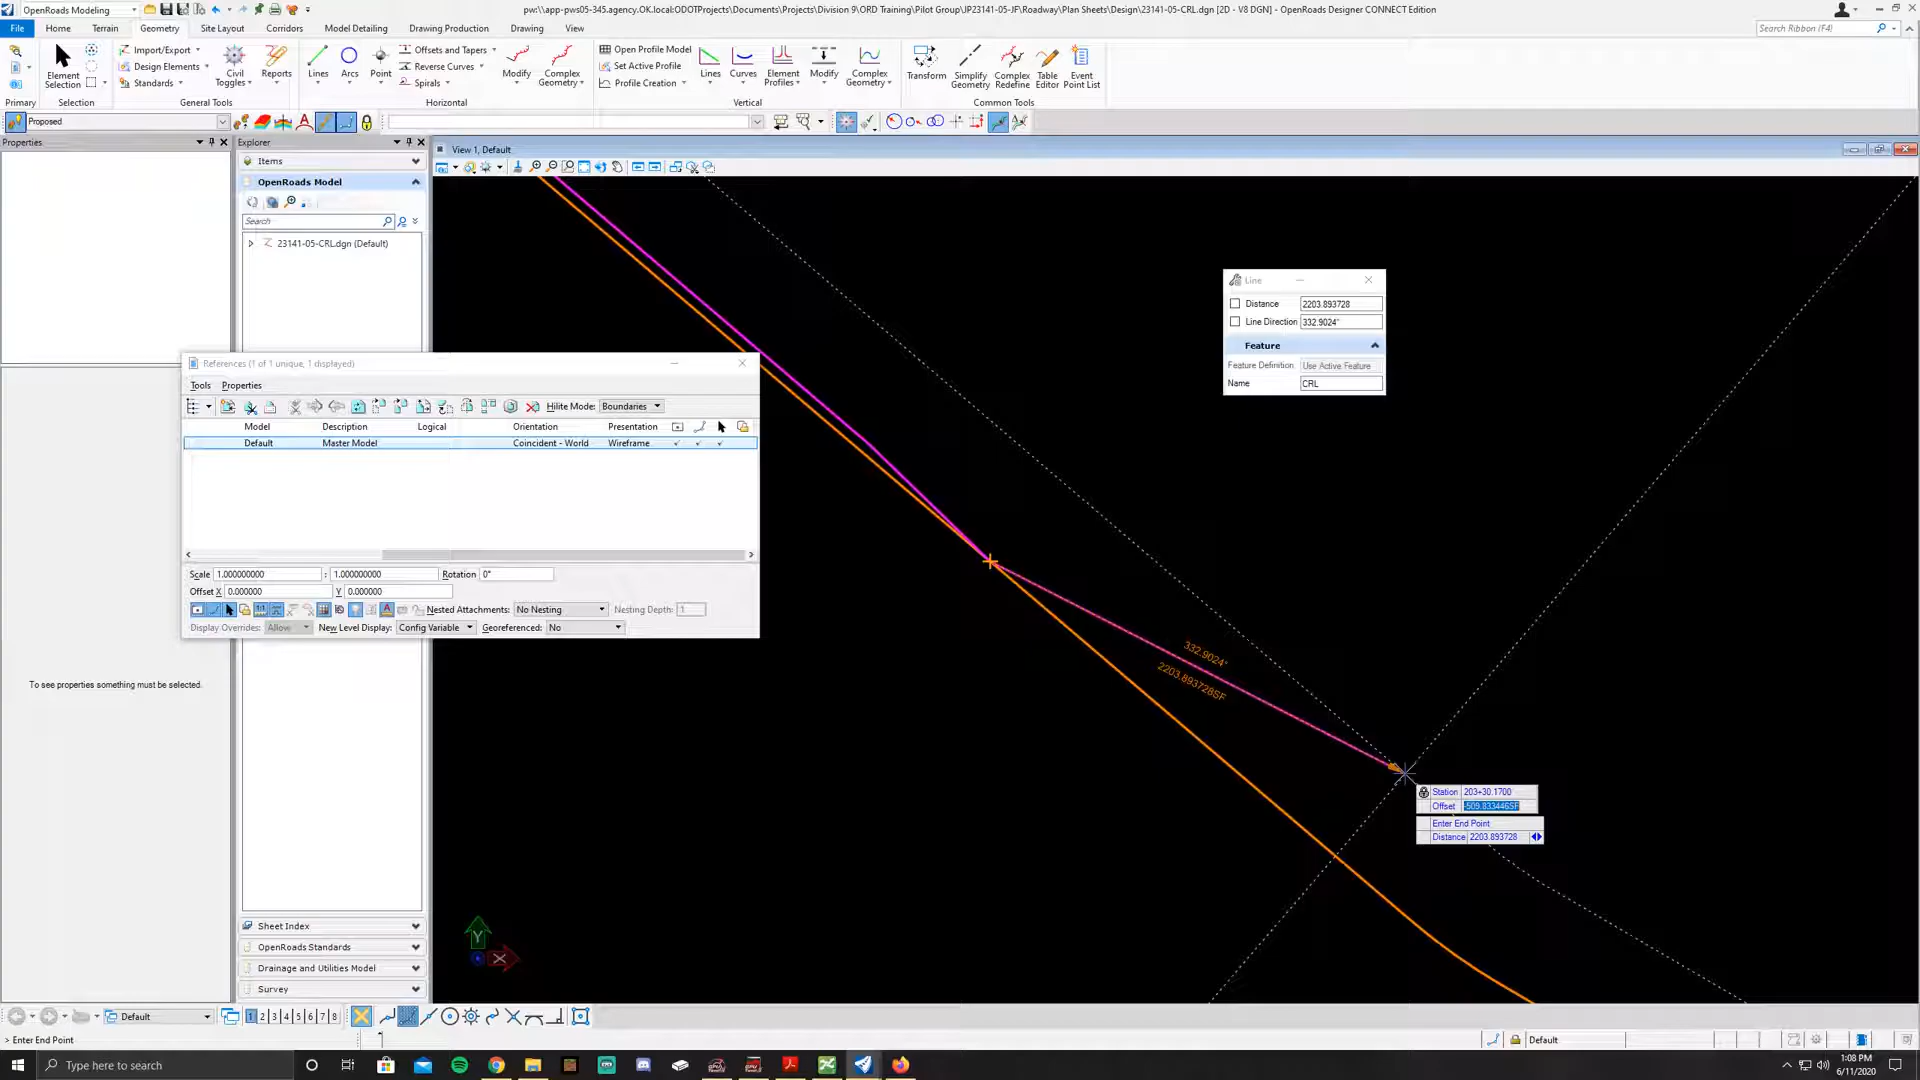 OpenRoads Modeling
pw:\\app-pws05-345.agency.OK.local:ODOTProjects\Documents\Projects\Division 9\ORD Training\Pilot Group\JP23141-05-JF\Roadway\Plan Sheets\Design\23141-05-CRL.dgn [2D - V8 DGN] - OpenRoads Designer CONNECT Edition
File Home Terrain Geometry Site Layout Corridors Model Detailing Drawing Production Drawing View
Search Ribbon (F4)
Element Selection
Import/Export
Design Elements
Standards
Civil Toggles
Reports
Lines
Arcs
Point
Offsets and Tapers
Reverse Curves
Spirals
Modify
Complex Geometry
Open Profile Model
Set Active Profile
Profile Creation
Lines
Curves
Element Profiles
Modify
Complex Geometry
Transform
Simplify Geometry
Complex Redefine
Table Editor
Event Point List
Primary Selection General Tools Horizontal Vertical Common Tools
Proposed
Properties
Explorer
View 1, Default
Items
OpenRoads Model
Search
23141-05-CRL.dgn (Default)
Line
Distance 2203.893728
Line Direction 332.9024°
Feature
Feature Definition Use Active Feature
Name CRL
References (1 of 1 unique, 1 displayed)
Tools Properties
Hilite Mode: Boundaries
Model Description Logical Orientation Presentation
Default Master Model Coincident - World Wireframe
Scale 1.000000000 : 1.000000000 Rotation 0°
Offset X 0.000000 Y 0.000000
Nested Attachments: No Nesting Nesting Depth: 1
Display Overrides: Allow New Level Display: Config Variable Georeferenced: No
To see properties something must be selected.
332.9024°
2203.893728SF
Station 203+30.1700
Offset -509.833446SF
Enter End Point
Distance 2203.893728
Y
X
Sheet Index
OpenRoads Standards
Drainage and Utilities Model
Survey
Default
1 2 3 4 5 6 7 8
> Enter End Point
Default
Type here to search
1:08 PM
6/11/2020